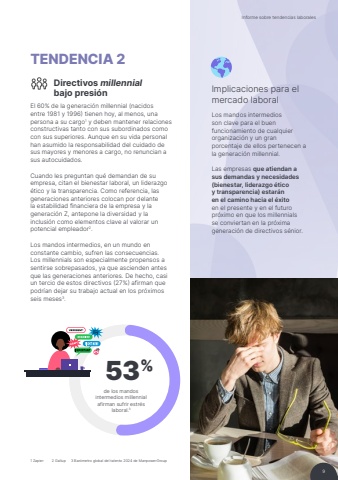 Informe sobre tendencias laborales
TENDENCIA 2
Directivos millennial
bajo presión
El 60% de la generación millennial (nacidos
entre 1981 y 1996) tienen hoy, al menos, una
persona a su cargo¹ y deben mantener relaciones
constructivas tanto con sus subordinados como
con sus superiores. Aunque en su vida personal
han asumido la responsabilidad del cuidado de
sus mayores y menores a cargo, no renuncian a
sus autocuidados.
Cuando les preguntan qué demandan de su
empresa, citan el bienestar laboral, un liderazgo
ético y la transparencia. Como referencia, las
generaciones anteriores colocan por delante
la estabilidad financiera de la empresa y la
generación Z, antepone la diversidad y la
inclusión como elementos clave al valorar un
potencial empleador².
Los mandos intermedios, en un mundo en
constante cambio, sufren las consecuencias.
Los millennials son especialmente propensos a
sentirse sobrepasados, ya que ascienden antes
que las generaciones anteriores. De hecho, casi
un tercio de estos directivos (27%) afirman que
podrían dejar su trabajo actual en los próximos
seis meses³.
53%
de los mandos
intermedios millennial
afirman sufrir estrés
laboral.³
Implicaciones para el
mercado laboral
Los mandos intermedios
son clave para el buen
funcionamiento de cualquier
organización y un gran
porcentaje de ellos pertenecen a
la generación millennial.
Las empresas que atiendan a
sus demandas y necesidades
(bienestar, liderazgo ético
y transparencia) estarán
en el camino hacia el éxito
en el presente y en el futuro
próximo en que los millennials
se conviertan en la próxima
generación de directivos sénior.
1 Zapier. 2 Gallup 3 Barómetro global del talento 2024 de ManpowerGroup